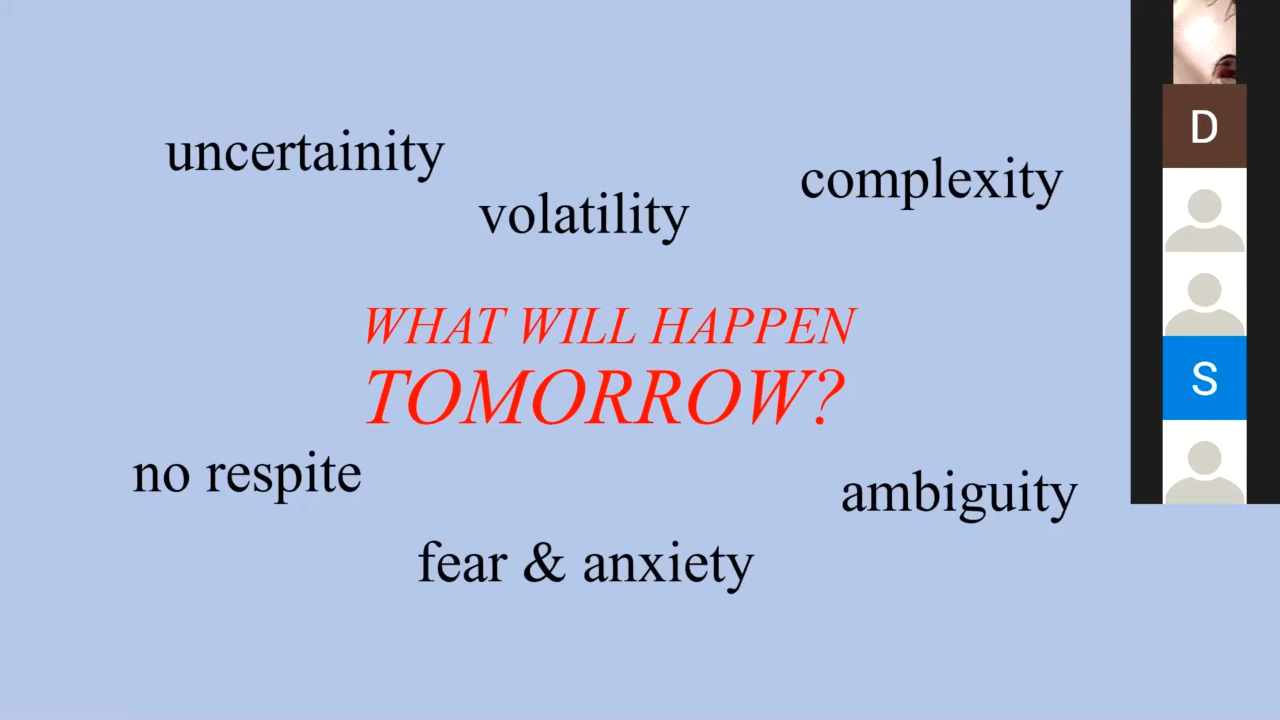 uncertainity
volatility
complexity
WHAT WILL HAPPEN
TOMORROW?
no respite
ambiguity
fear & anxiety
D
S